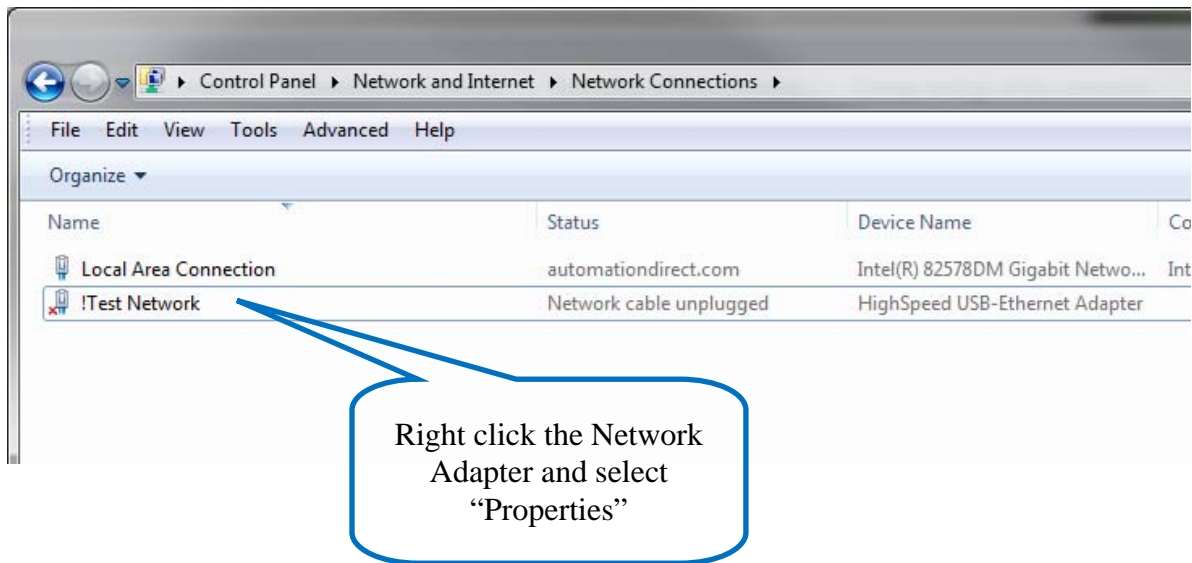 Control Panel Network and Internet Network Connections
File Edit View Tools Advanced Help
Organize
Name Status Device Name Co
Local Area Connection automationdirect.com Intel(R) 82578DM Gigabit Netwo... Int
!Test Network Network cable unplugged HighSpeed USB-Ethernet Adapter
Right click the Network
Adapter and select
“Properties”